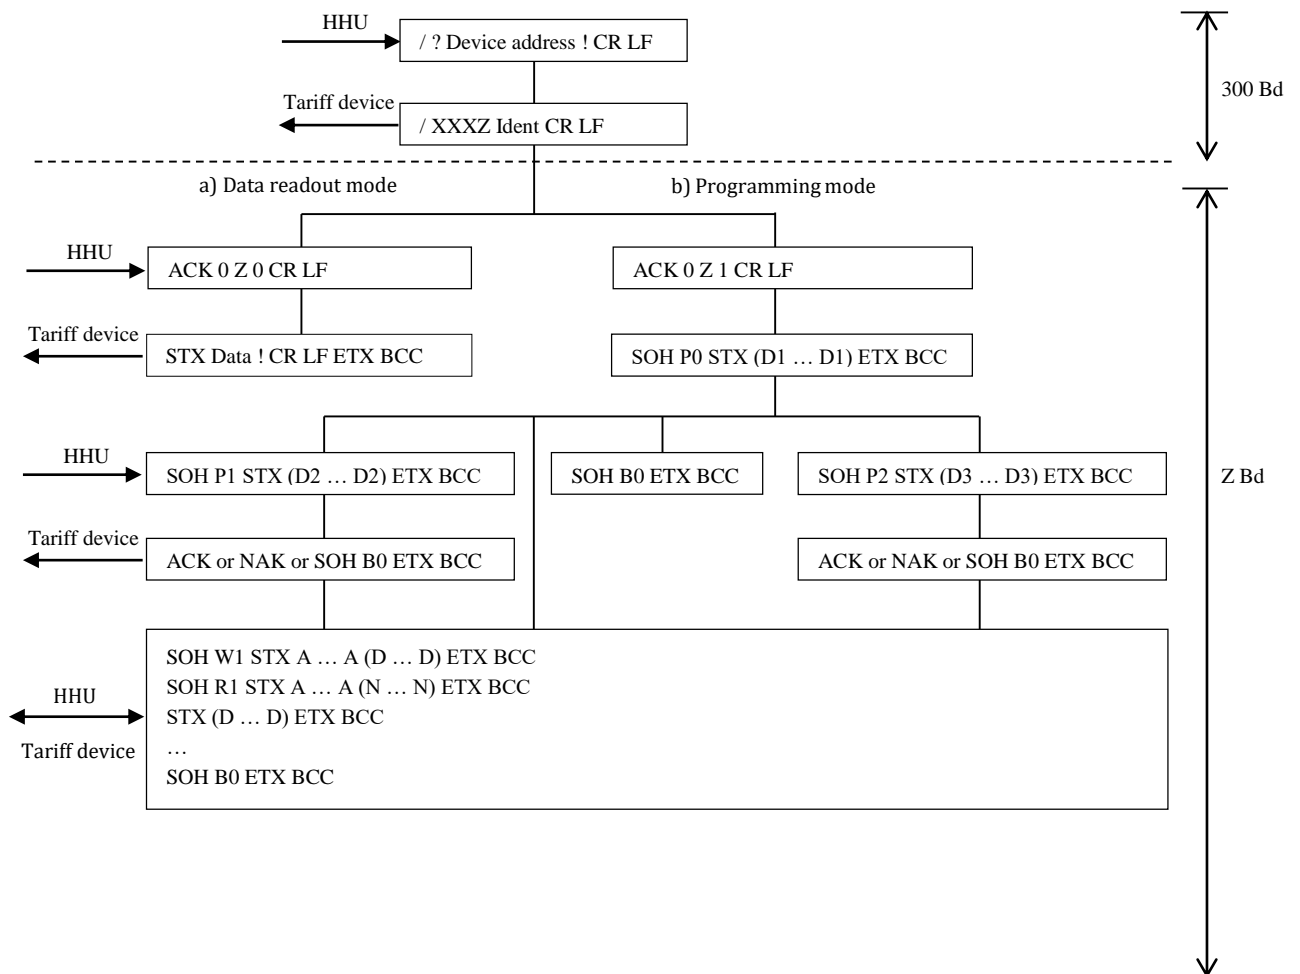 HHU
/ ? Device address ! CR LF
300 Bd
Tariff device
/ XXXZ Ident CR LF
a) Data readout mode
b) Programming mode
HHU
ACK 0 Z 0 CR LF
ACK 0 Z 1 CR LF
Tariff device
STX Data ! CR LF ETX BCC
SOH P0 STX (D1 … D1) ETX BCC
HHU
SOH P1 STX (D2 … D2) ETX BCC
SOH B0 ETX BCC
SOH P2 STX (D3 … D3) ETX BCC
Z Bd
Tariff device
ACK or NAK or SOH B0 ETX BCC
ACK or NAK or SOH B0 ETX BCC
SOH W1 STX A … A (D … D) ETX BCC
SOH R1 STX A … A (N … N) ETX BCC
STX (D … D) ETX BCC
…
SOH B0 ETX BCC
HHU
Tariff device